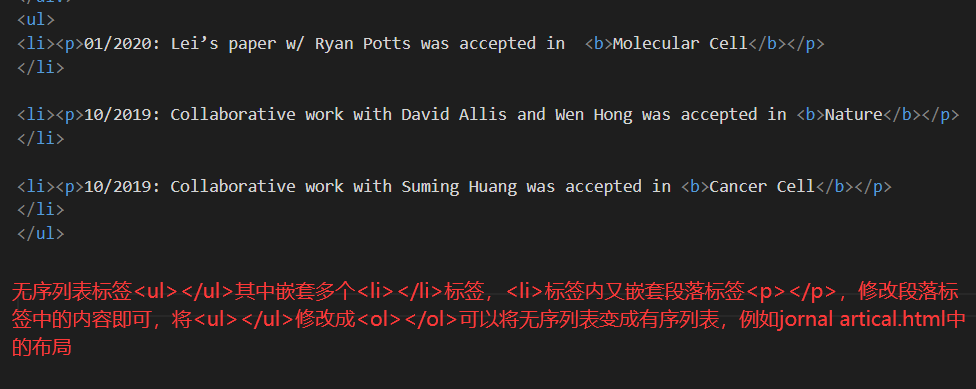 </div>
<ul>
<li><p>01/2020: Lei’s paper w/ Ryan Potts was accepted in  <b>Molecular Cell</b></p>
</li>
<li><p>10/2019: Collaborative work with David Allis and Wen Hong was accepted in <b>Nature</b></p>
</li>
<li><p>10/2019: Collaborative work with Suming Huang was accepted in <b>Cancer Cell</b></p>
</li>
</ul>
无序列表标签<ul></ul>其中嵌套多个<li></li>标签，<li>标签内又嵌套段落标签<p></p>，修改段落标
签中的内容即可，将<ul></ul>修改成<ol></ol>可以将无序列表变成有序列表，例如jornal artical.html中
的布局